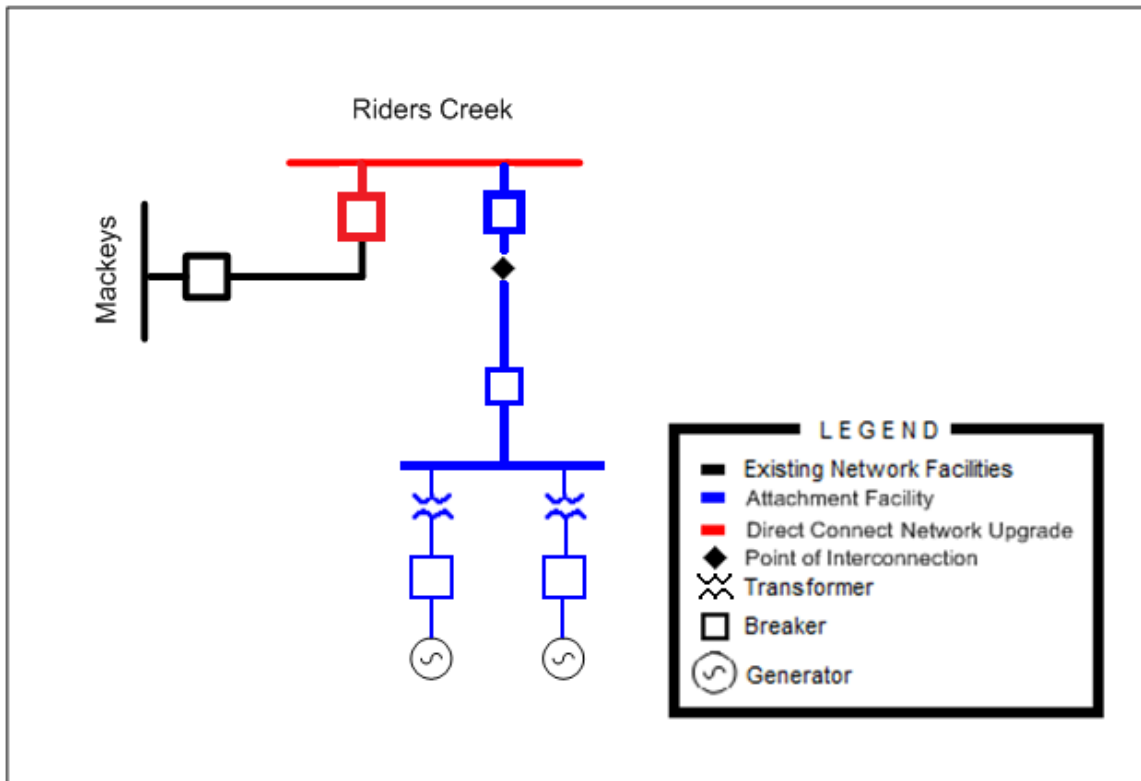 Riders Creek
Mackeys
LEGEND
Existing Network Facilities
Attachment Facility
Direct Connect Network Upgrade
Point of Interconnection
Transformer
Breaker
Generator